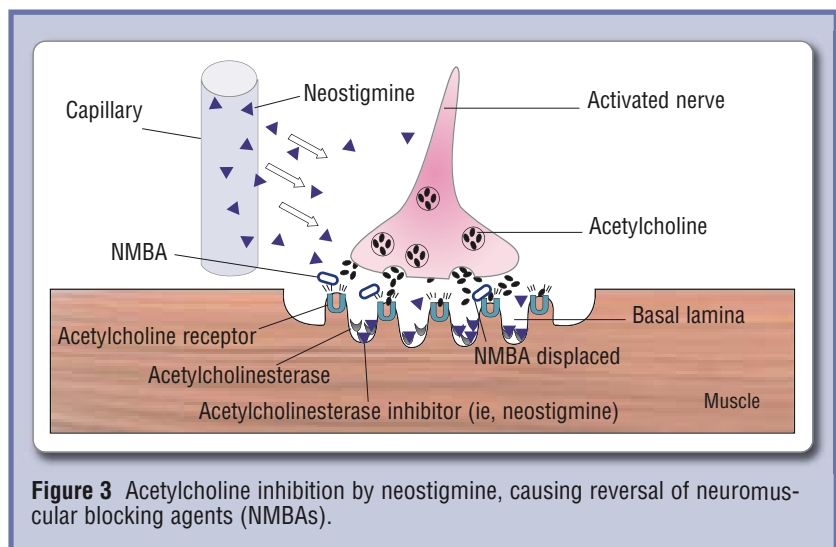 Capillary
Neostigmine
Activated nerve
Acetylcholine
NMBA
Acetylcholine receptor
Basal lamina
NMBA displaced
Acetylcholinesterase
Acetylcholinesterase inhibitor (ie, neostigmine)
Muscle
Figure 3 Acetylcholine inhibition by neostigmine, causing reversal of neuromus-
cular blocking agents (NMBAs).